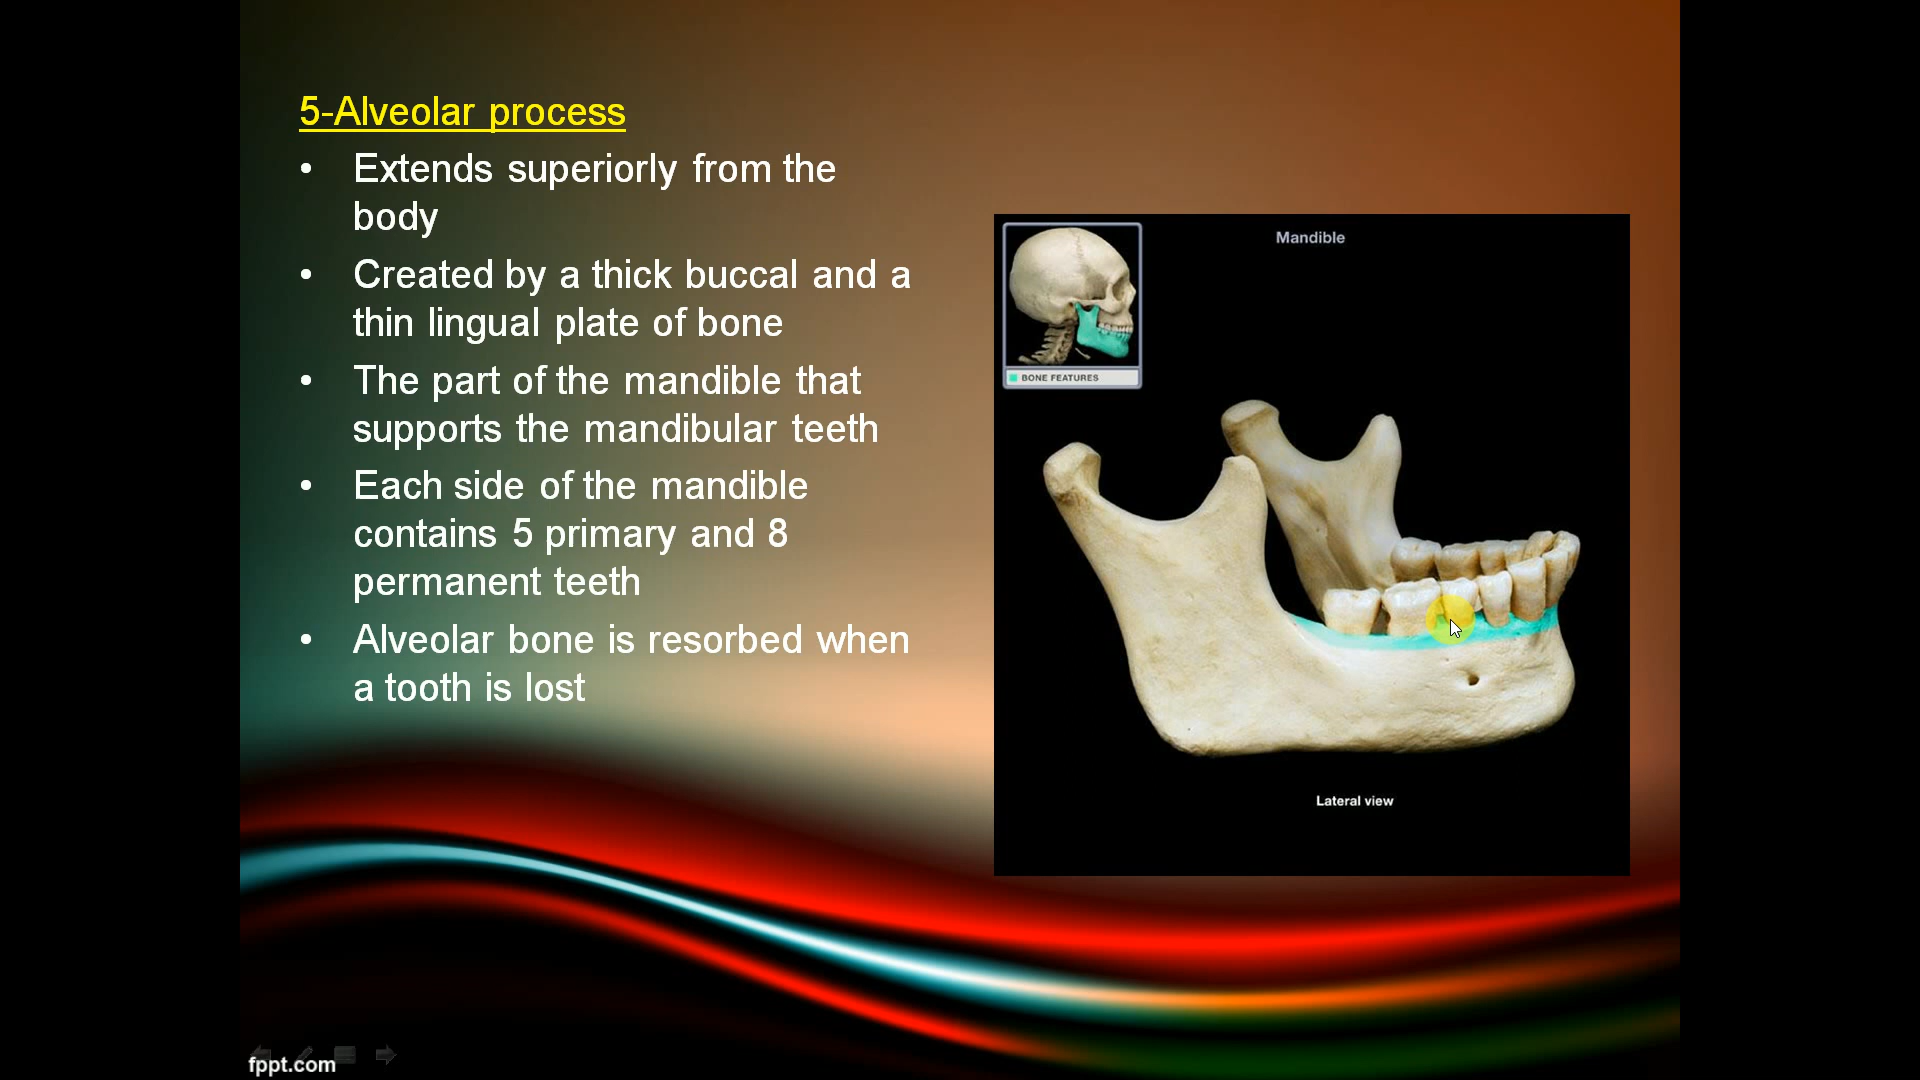 5-Alveolar process
• Extends superiorly from the
body
• Created by a thick buccal and a
thin lingual plate of bone
• The part of the mandible that
supports the mandibular teeth
• Each side of the mandible
contains 5 primary and 8
permanent teeth
• Alveolar bone is resorbed when
a tooth is lost
Mandible
BONE FEATURES
Lateral view
fppt.com